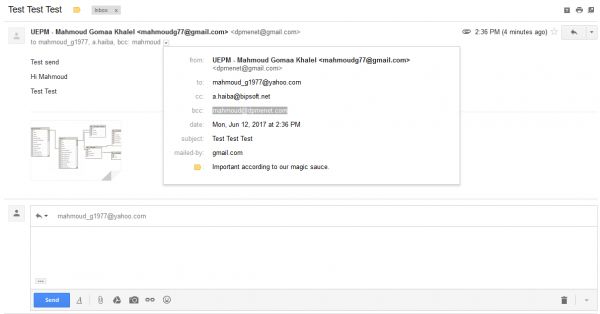 Test Test Test
Inbox x
UEPM - Mahmoud Gomaa Khalel <mahmoudg77@gmail.com>
2:36 PM (4 minutes ago)
to mahmoud_g1977, a.haiba, bcc: mahmoud
Test send
Hi Mahmoud
Test Test
from: UEPM - Mahmoud Gomaa Khalel <mahmoudg77@gmail.com>
<dpmenet@gmail.com>
to: mahmoud_g1977@yahoo.com
cc: a.haiba@bipsoft.net
bcc: mahmoud@dpmenet.com
date: Mon, Jun 12, 2017 at 2:36 PM
subject: Test Test Test
mailed-by: gmail.com
Important according to our magic sauce.
mahmoud_g1977@yahoo.com
Send